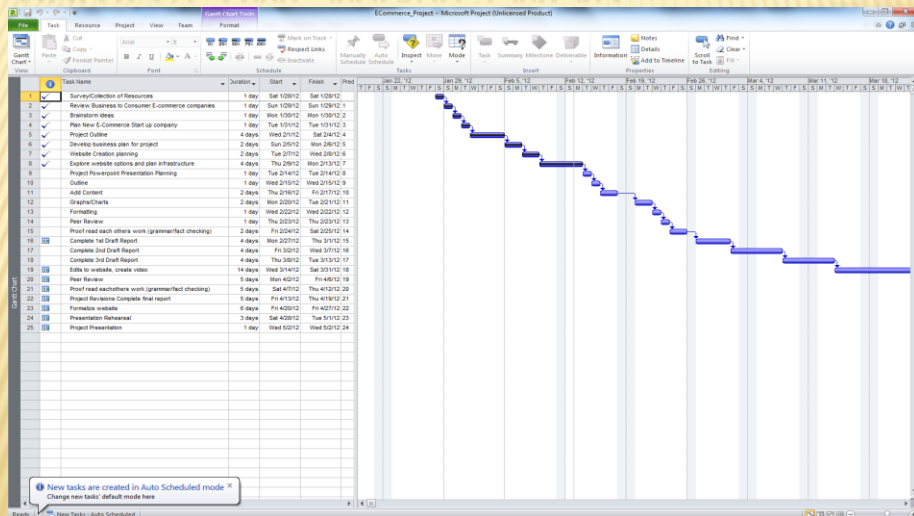 Gantt Chart Tools
ECommerce_Project - Microsoft Project (Unlicensed Product)
File Task Resource Project View Team Format
Gantt Chart
Paste
Cut
Copy
Format Painter
Arial
8
B I U
Mark on Track
Respect Links
Inactivate
Manually Schedule
Auto Schedule
Inspect
Move
Mode
Task
Summary
Milestone
Deliverable
Information
Notes
Details
Add to Timeline
Scroll to Task
Find
Clear
Fill
View Clipboard Font Schedule Tasks Insert Properties Editing
Task Name Duration Start Finish Pred
Jan 22, '12 Jan 29, '12 Feb 5, '12 Feb 12, '12 Feb 19, '12 Feb 26, '12 Mar 4, '12 Mar 11, '12 Mar 18, '12
1 Survey/Collection of Resources 1 day Sat 1/28/12 Sat 1/28/12
2 Review Business to Consumer E-commerce companies 1 day Sun 1/29/12 Sun 1/29/12 1
3 Brainstorm ideas 1 day Mon 1/30/12 Mon 1/30/12 2
4 Plan New E-Commerce Start up company 1 day Tue 1/31/12 Tue 1/31/12 3
5 Project Outline 4 days Wed 2/1/12 Sat 2/4/12 4
6 Develop business plan for project 2 days Sun 2/5/12 Mon 2/6/12 5
7 Website Creation planning 2 days Tue 2/7/12 Wed 2/8/12 6
8 Explore website options and plan infrastructure 4 days Thu 2/9/12 Mon 2/13/12 7
9 Project Powerpoint Presentation Planning 1 day Tue 2/14/12 Tue 2/14/12 8
10 Outline 1 day Wed 2/15/12 Wed 2/15/12 9
11 Add Content 2 days Thu 2/16/12 Fri 2/17/12 10
12 Graphs/Charts 2 days Mon 2/20/12 Tue 2/21/12 11
13 Formatting 1 day Wed 2/22/12 Wed 2/22/12 12
14 Peer Review 1 day Thu 2/23/12 Thu 2/23/12 13
15 Proof read each others work (grammer/fact checking) 2 days Fri 2/24/12 Sat 2/25/12 14
16 Complete 1st Draft Report 4 days Mon 2/27/12 Thu 3/1/12 15
17 Complete 2nd Draft Report 4 days Fri 3/2/12 Wed 3/7/12 16
18 Complete 3rd Draft Report 4 days Thu 3/8/12 Tue 3/13/12 17
19 Edits to website, create video 14 days Wed 3/14/12 Sat 3/31/12 18
20 Peer Review 5 days Mon 4/2/12 Fri 4/6/12 19
21 Proof read eachothers work (grammer/fact checking) 5 days Sat 4/7/12 Thu 4/12/12 20
22 Project Revisions Complete final report 5 days Fri 4/13/12 Thu 4/19/12 21
23 Formalize website 6 days Fri 4/20/12 Fri 4/27/12 22
24 Presentation Rehearsal 3 days Sat 4/28/12 Tue 5/1/12 23
25 Project Presentation 1 day Wed 5/2/12 Wed 5/2/12 24
Gantt Chart
New tasks are created in Auto Scheduled mode
Change new tasks' default mode here
Ready New Tasks : Auto Scheduled